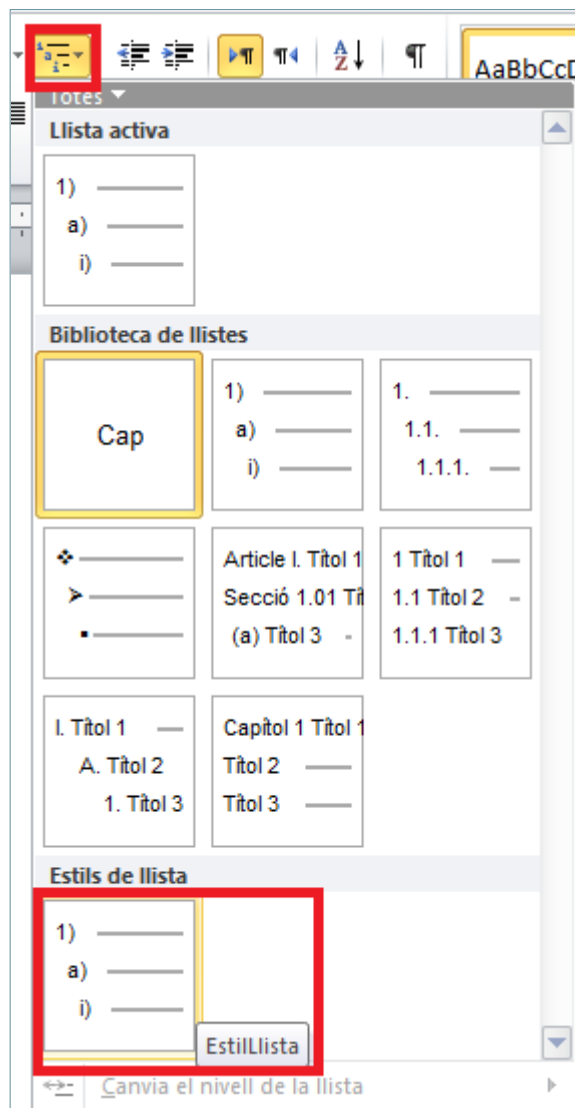 AaBbCcD
Totes
Llista activa
1)
a)
i)
Biblioteca de llistes
Cap
1)
a)
i)
1.
1.1.
1.1.1.
Article I. Títol 1
Secció 1.01 Tít
(a) Títol 3
1 Títol 1
1.1 Títol 2
1.1.1 Títol 3
I. Títol 1
A. Títol 2
1. Títol 3
Capítol 1 Títol 1
Títol 2
Títol 3
Estils de llista
1)
a)
i)
EstilLlista
Canvia el nivell de la llista